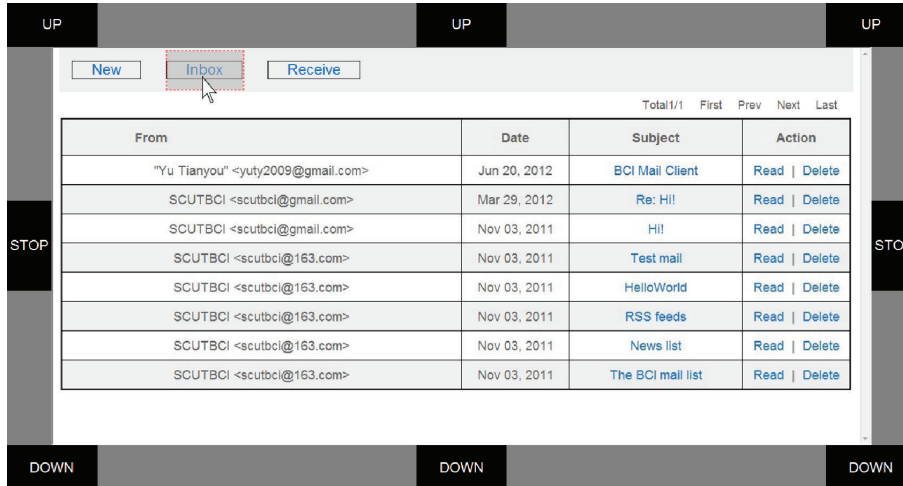 UP UP UP
New Inbox Receive
Total1/1 First Prev Next Last
From Date Subject Action
"Yu Tianyou" <yuty2009@gmail.com> Jun 20, 2012 BCI Mail Client Read | Delete
SCUTBCI <scutbci@gmail.com> Mar 29, 2012 Re: Hi! Read | Delete
SCUTBCI <scutbci@gmail.com> Nov 03, 2011 Hi! Read | Delete
STOP STO
SCUTBCI <scutbci@163.com> Nov 03, 2011 Test mail Read | Delete
SCUTBCI <scutbci@163.com> Nov 03, 2011 HelloWorld Read | Delete
SCUTBCI <scutbci@163.com> Nov 03, 2011 RSS feeds Read | Delete
SCUTBCI <scutbci@163.com> Nov 03, 2011 News list Read | Delete
SCUTBCI <scutbci@163.com> Nov 03, 2011 The BCI mail list Read | Delete
DOWN DOWN DOWN